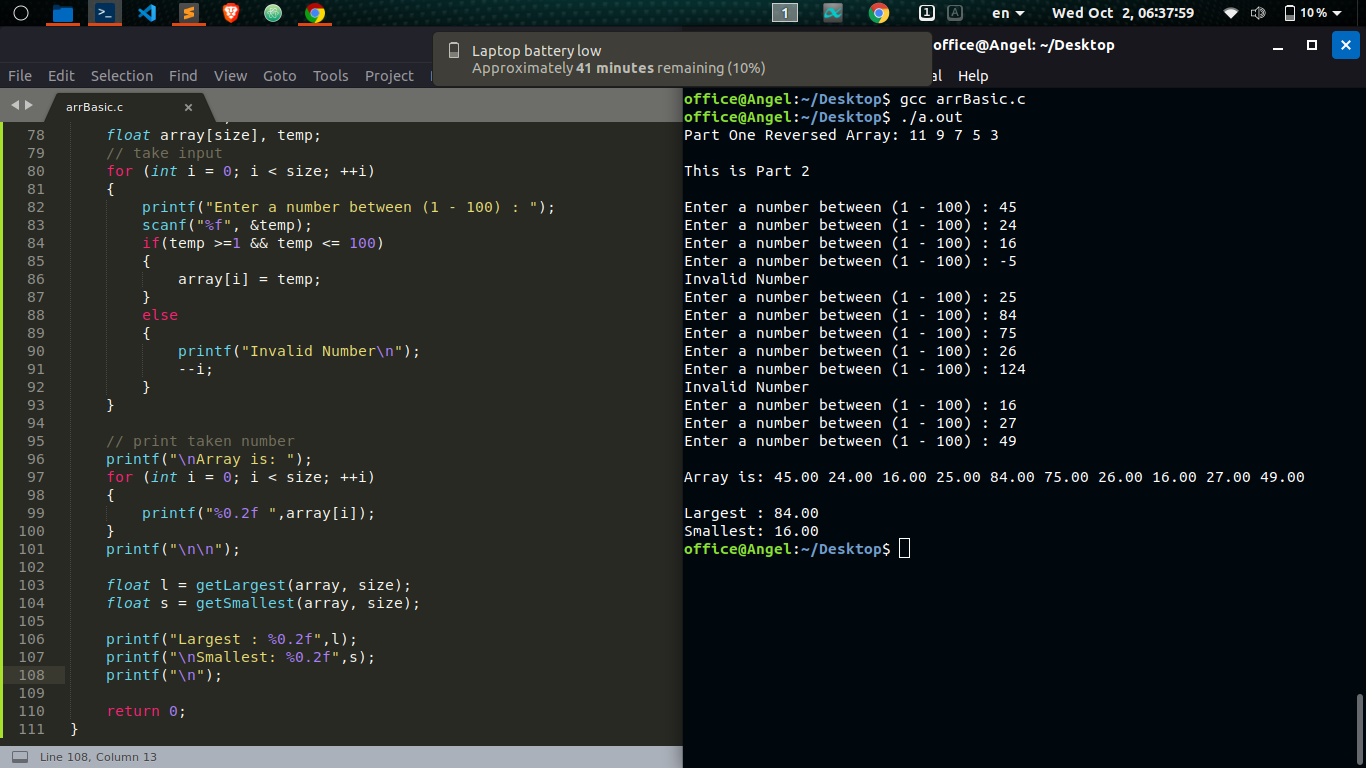 1
1 A
en
Wed Oct 2, 06:37:59
10 %
Laptop battery low
Approximately 41 minutes remaining (10%)
office@Angel: ~/Desktop
File Edit Selection Find View Goto Tools Project
al Help
arrBasic.c
78 float array[size], temp;
79 // take input
80 for (int i = 0; i < size; ++i)
81 {
82 printf("Enter a number between (1 - 100) : ");
83 scanf("%f", &temp);
84 if(temp >=1 && temp <= 100)
85 {
86 array[i] = temp;
87 }
88 else
89 {
90 printf("Invalid Number\n");
91 --i;
92 }
93 }
94
95 // print taken number
96 printf("\nArray is: ");
97 for (int i = 0; i < size; ++i)
98 {
99 printf("%0.2f ",array[i]);
100 }
101 printf("\n\n");
102
103 float l = getLargest(array, size);
104 float s = getSmallest(array, size);
105
106 printf("Largest : %0.2f",l);
107 printf("\nSmallest: %0.2f",s);
108 printf("\n");
109
110 return 0;
111 }
Line 108, Column 13
office@Angel:~/Desktop$ gcc arrBasic.c
office@Angel:~/Desktop$ ./a.out
Part One Reversed Array: 11 9 7 5 3
This is Part 2
Enter a number between (1 - 100) : 45
Enter a number between (1 - 100) : 24
Enter a number between (1 - 100) : 16
Enter a number between (1 - 100) : -5
Invalid Number
Enter a number between (1 - 100) : 25
Enter a number between (1 - 100) : 84
Enter a number between (1 - 100) : 75
Enter a number between (1 - 100) : 26
Enter a number between (1 - 100) : 124
Invalid Number
Enter a number between (1 - 100) : 16
Enter a number between (1 - 100) : 27
Enter a number between (1 - 100) : 49
Array is: 45.00 24.00 16.00 25.00 84.00 75.00 26.00 16.00 27.00 49.00
Largest : 84.00
Smallest: 16.00
office@Angel:~/Desktop$